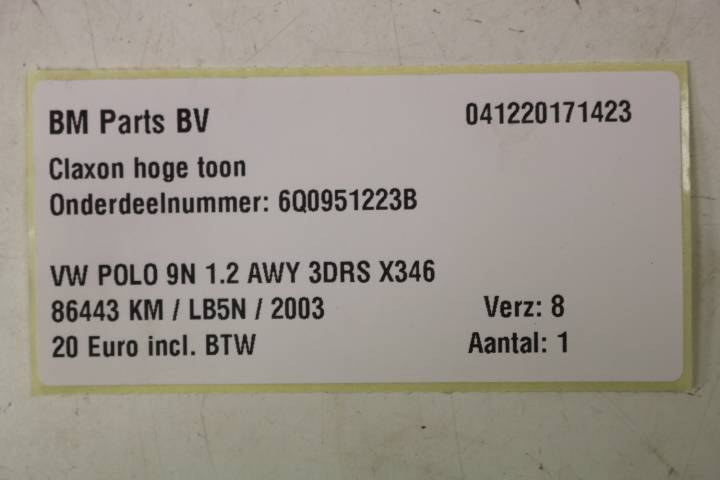 BM Parts BV 041220171423
Claxon hoge toon
Onderdeelnummer: 6Q0951223B
VW POLO 9N 1.2 AWY 3DRS X346
86443 KM / LB5N / 2003 Verz: 8
20 Euro incl. BTW Aantal: 1